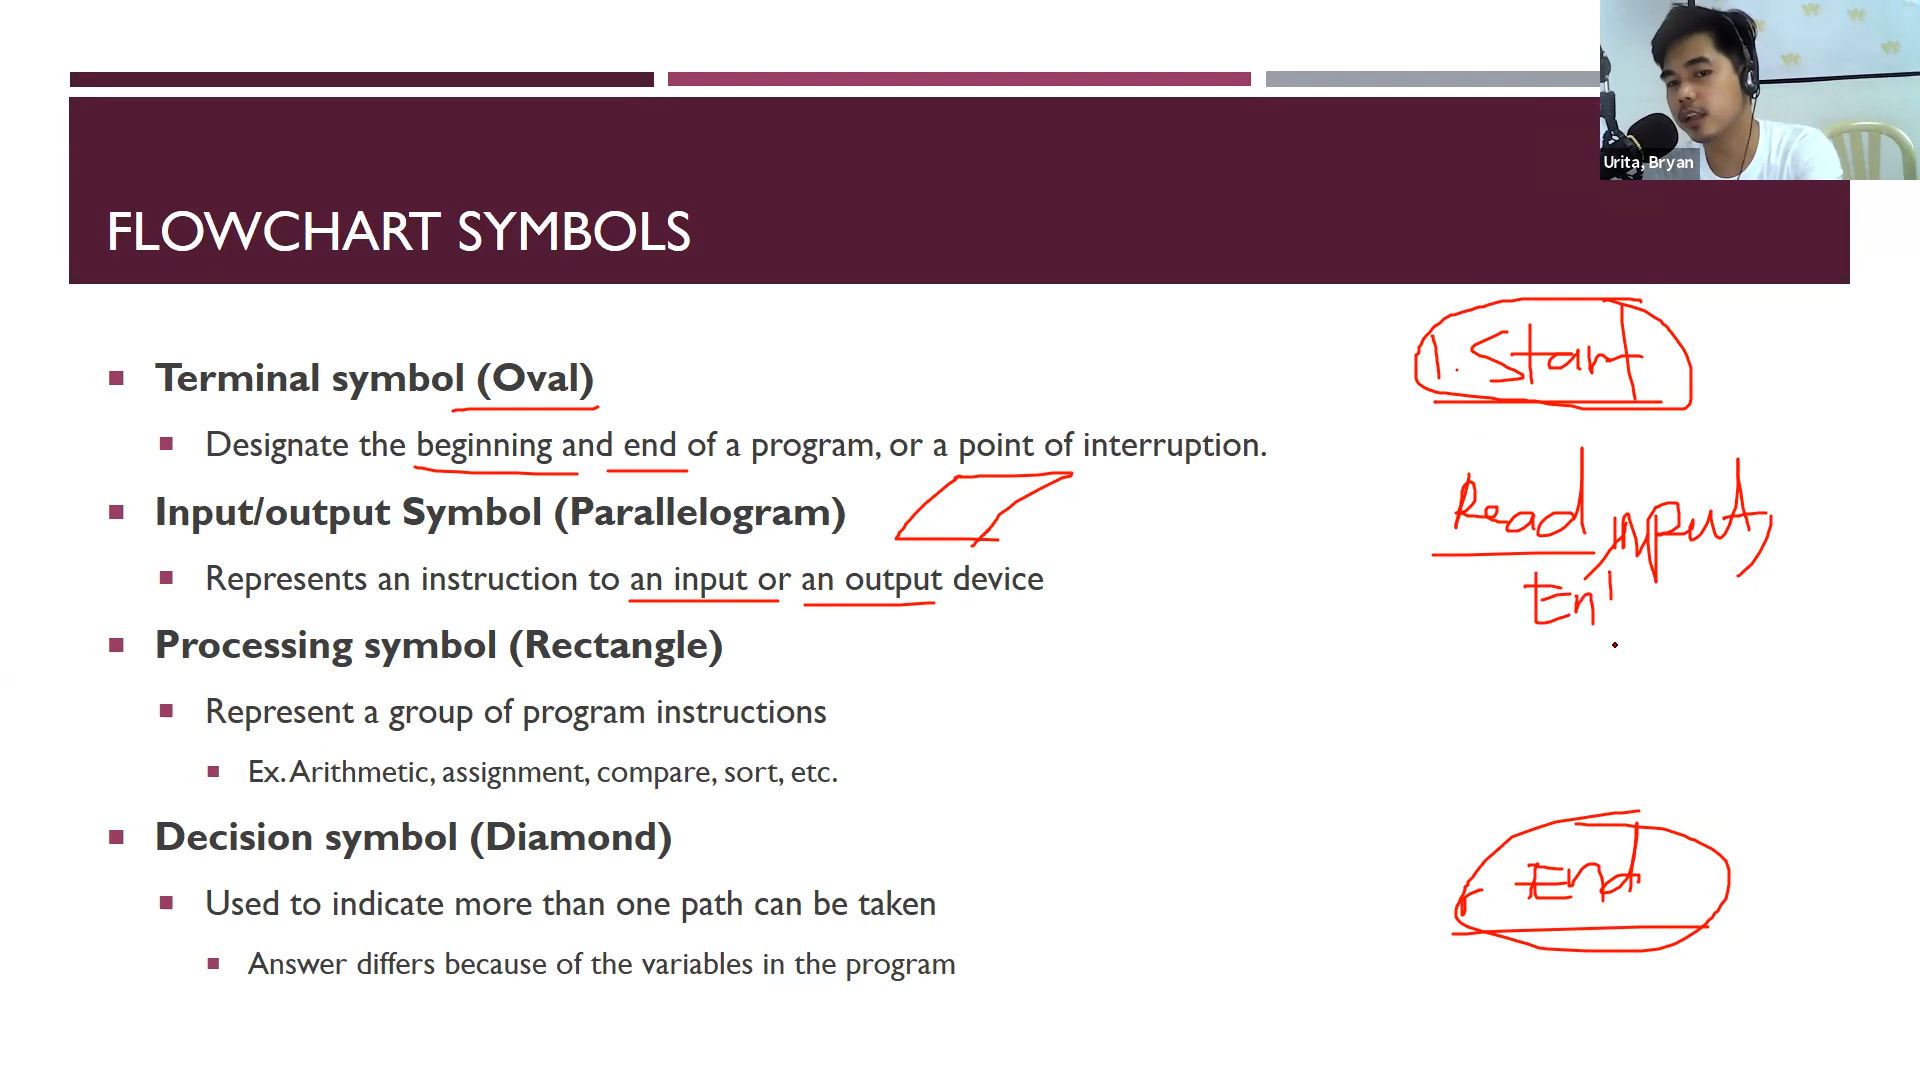 Urita, Bryan
FLOWCHART SYMBOLS
Terminal symbol (Oval)
Designate the beginning and end of a program, or a point of interruption.
Input/output Symbol (Parallelogram)
Represents an instruction to an input or an output device
Processing symbol (Rectangle)
Represent a group of program instructions
Ex. Arithmetic, assignment, compare, sort, etc.
Decision symbol (Diamond)
Used to indicate more than one path can be taken
Answer differs because of the variables in the program
1. Start
Read, input,
En
End